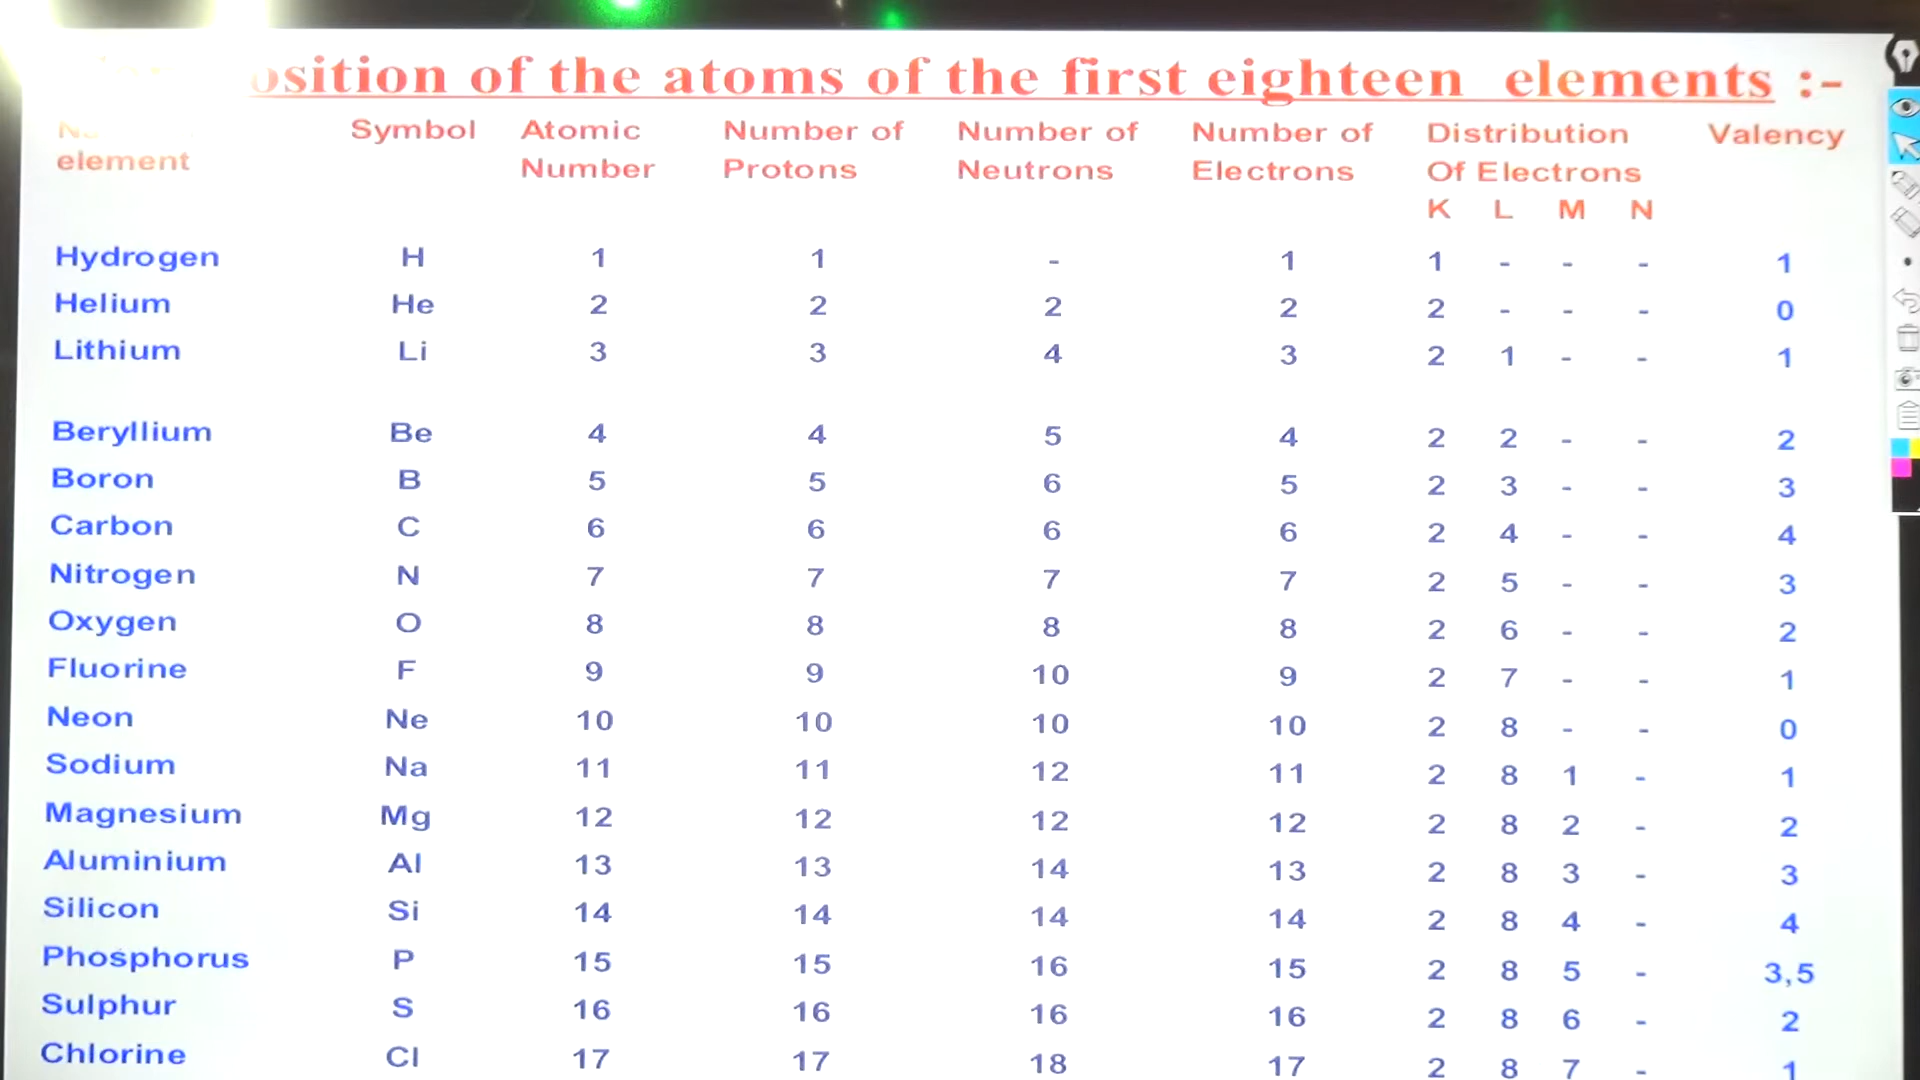 osition of the atoms of the first eighteen elements :-
element Symbol Atomic Number Number of Protons Number of Neutrons Number of Electrons Distribution Of Electrons Valency
K L M N
Hydrogen H 1 1 - 1 1 - - - 1
Helium He 2 2 2 2 2 - - - 0
Lithium Li 3 3 4 3 2 1 - - 1
Beryllium Be 4 4 5 4 2 2 - - 2
Boron B 5 5 6 5 2 3 - - 3
Carbon C 6 6 6 6 2 4 - - 4
Nitrogen N 7 7 7 7 2 5 - - 3
Oxygen O 8 8 8 8 2 6 - - 2
Fluorine F 9 9 10 9 2 7 - - 1
Neon Ne 10 10 10 10 2 8 - - 0
Sodium Na 11 11 12 11 2 8 1 - 1
Magnesium Mg 12 12 12 12 2 8 2 - 2
Aluminium Al 13 13 14 13 2 8 3 - 3
Silicon Si 14 14 14 14 2 8 4 - 4
Phosphorus P 15 15 16 15 2 8 5 - 3,5
Sulphur S 16 16 16 16 2 8 6 - 2
Chlorine Cl 17 17 18 17 2 8 7 - 1